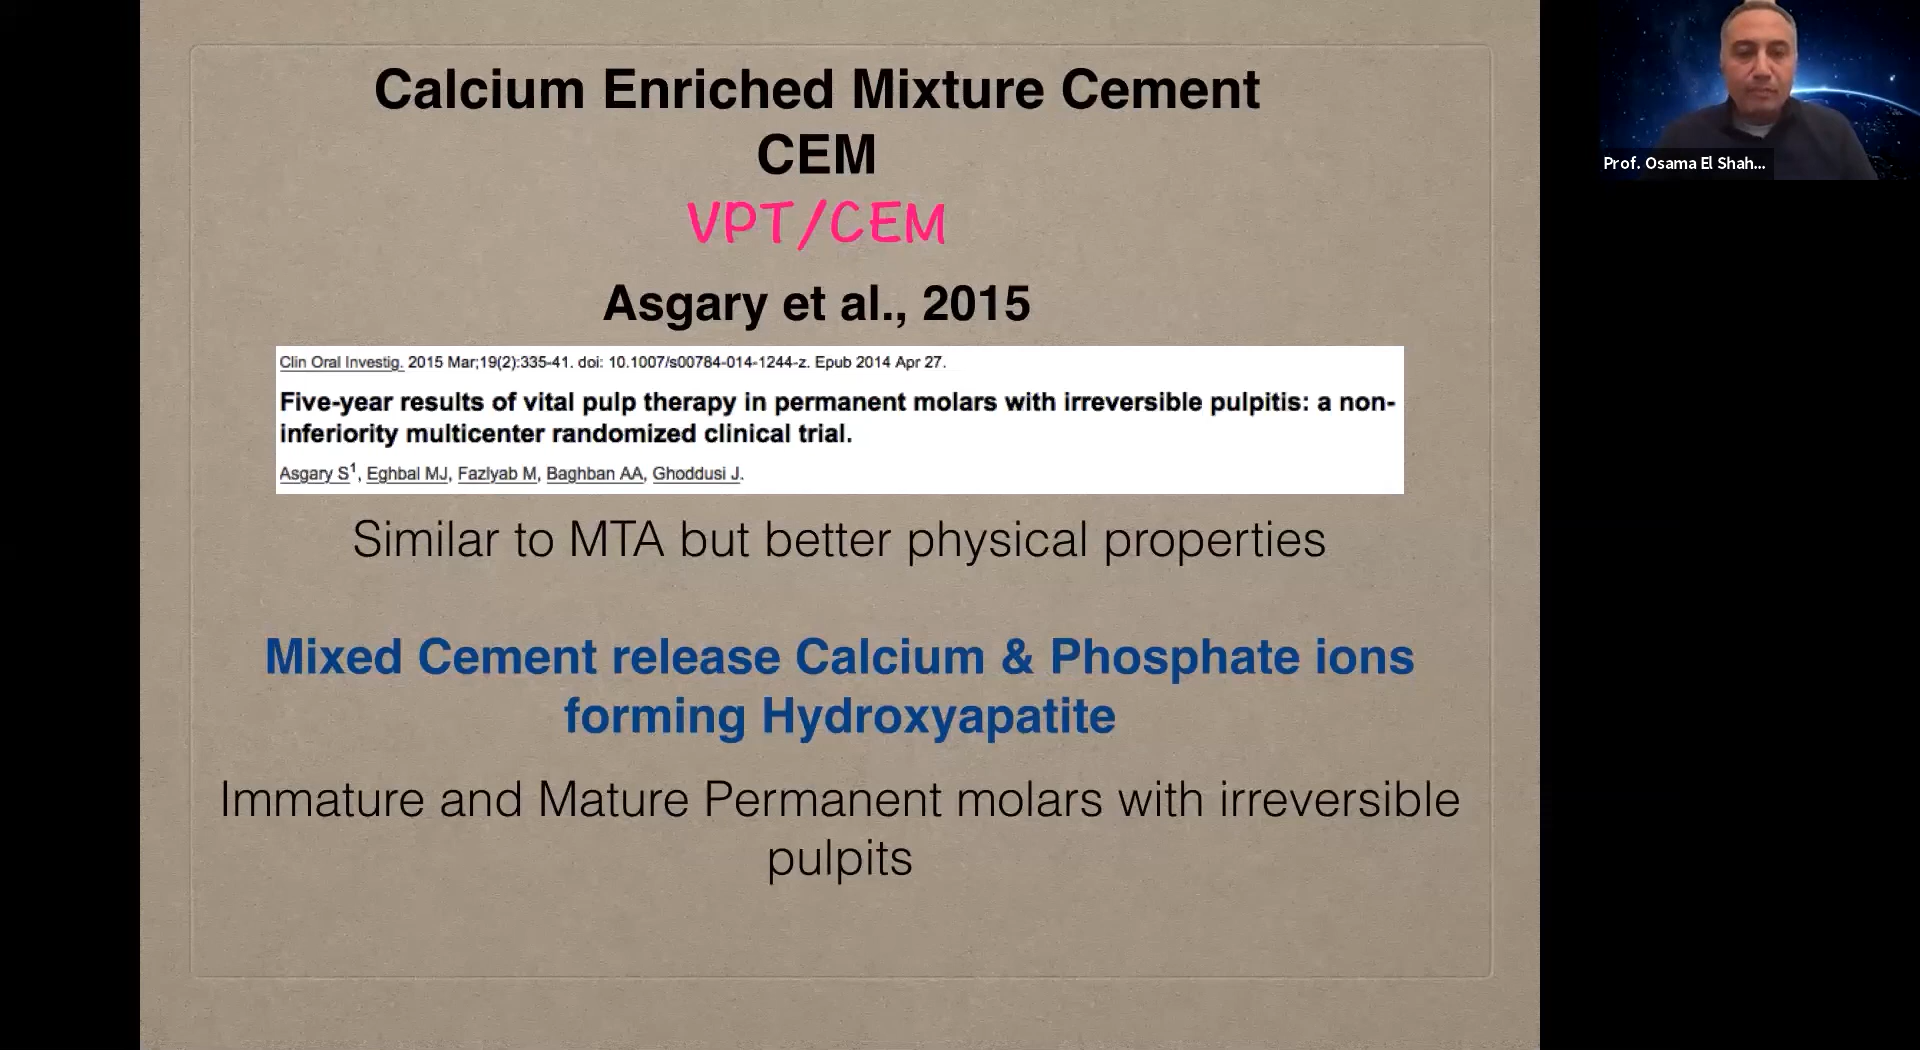 Calcium Enriched Mixture Cement
CEM
VPT/CEM
Asgary et al., 2015
Clin Oral Investig. 2015 Mar;19(2):335-41. doi: 10.1007/s00784-014-1244-z. Epub 2014 Apr 27.
Five-year results of vital pulp therapy in permanent molars with irreversible pulpitis: a non-
inferiority multicenter randomized clinical trial.
Asgary S1, Eghbal MJ, Fazlyab M, Baghban AA, Ghoddusi J.
Similar to MTA but better physical properties
Mixed Cement release Calcium & Phosphate ions
forming Hydroxyapatite
Immature and Mature Permanent molars with irreversible
pulpits
Prof. Osama El Shah...